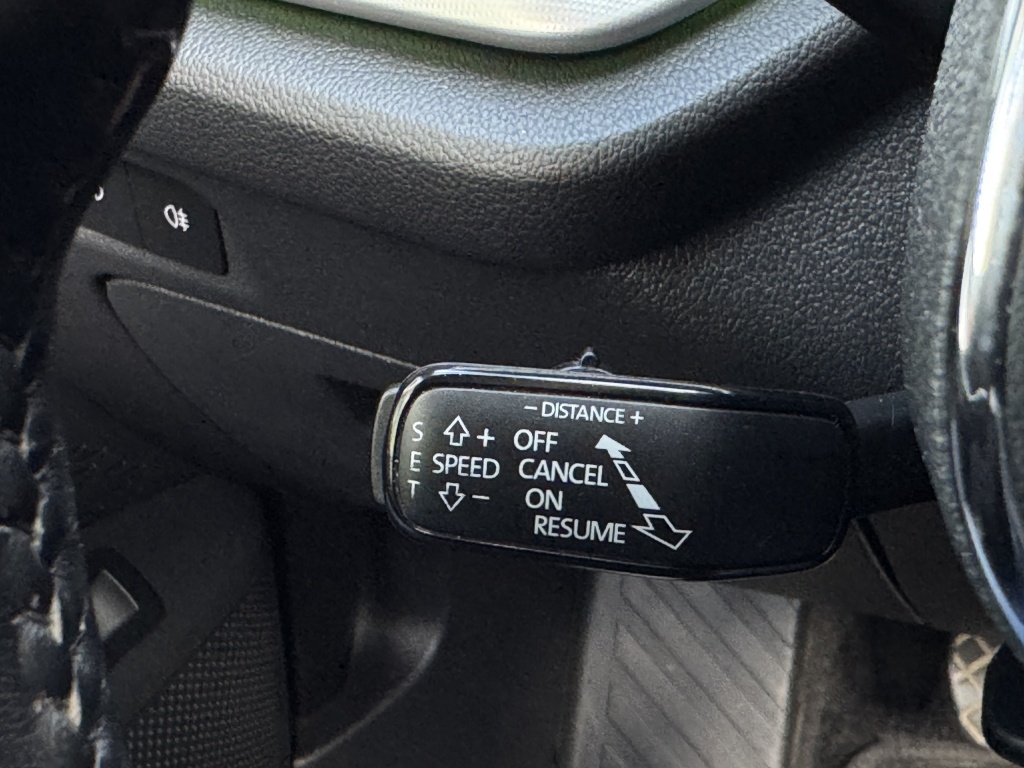 − DISTANCE +
S + OFF
E SPEED CANCEL
T − ON
RESUME